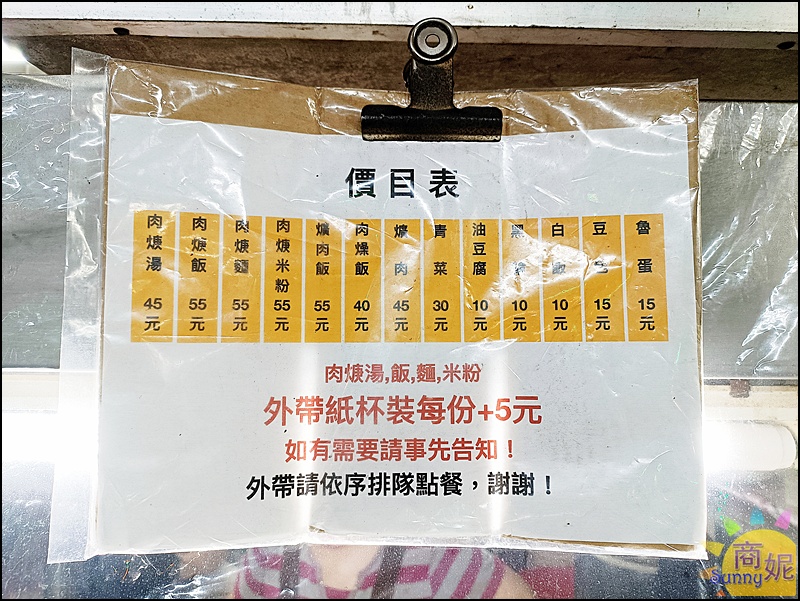 價目表
肉焿湯 45元
肉焿飯 55元
肉焿麵 55元
肉焿米粉 55元
爌肉飯 55元
肉燥飯 40元
爌肉 45元
青菜 30元
油豆腐 10元
黑 10元
白飯 10元
豆 15元
魯蛋 15元
肉焿湯,飯,麵,米粉
外帶紙杯裝每份+5元
如有需要請事先告知！
外帶請依序排隊點餐，謝謝！
商妮
Sunny